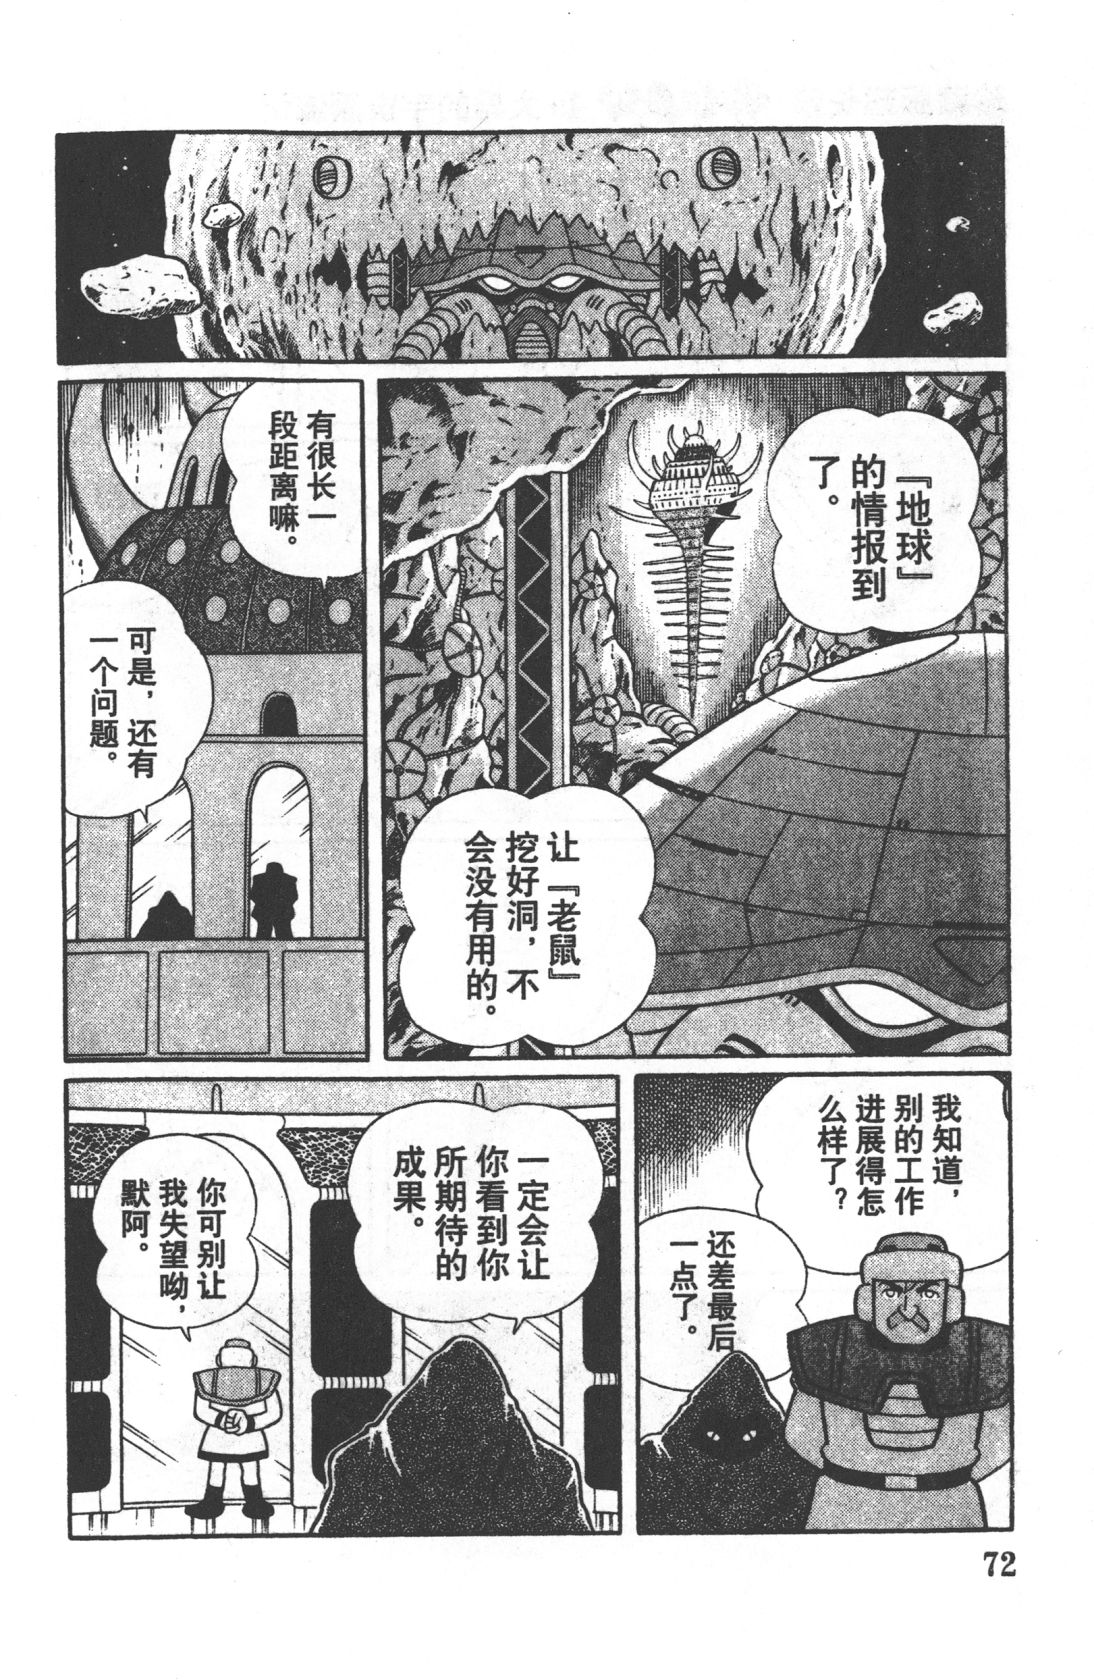 『地球』
的情报到
了。
让『老鼠』
挖好洞，不
会没有用的。
有很长一
段距离嘛。
可是，还有
一个问题。
我知道，
别的工作
进展得怎
么样了？
还差最后
一点了。
一定会让
你看到你
所期待的
成果。
你可别让
我失望呦，
默阿。
72